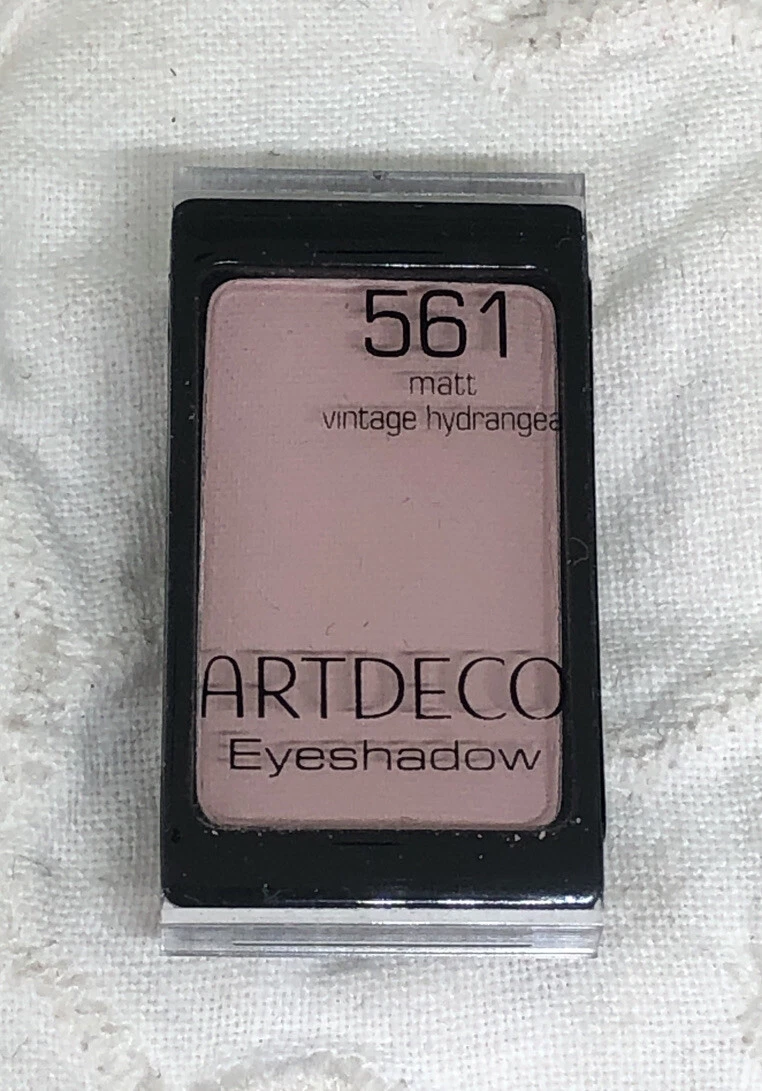 561
matt
vintage hydrangea
ARTDECO
Eyeshadow